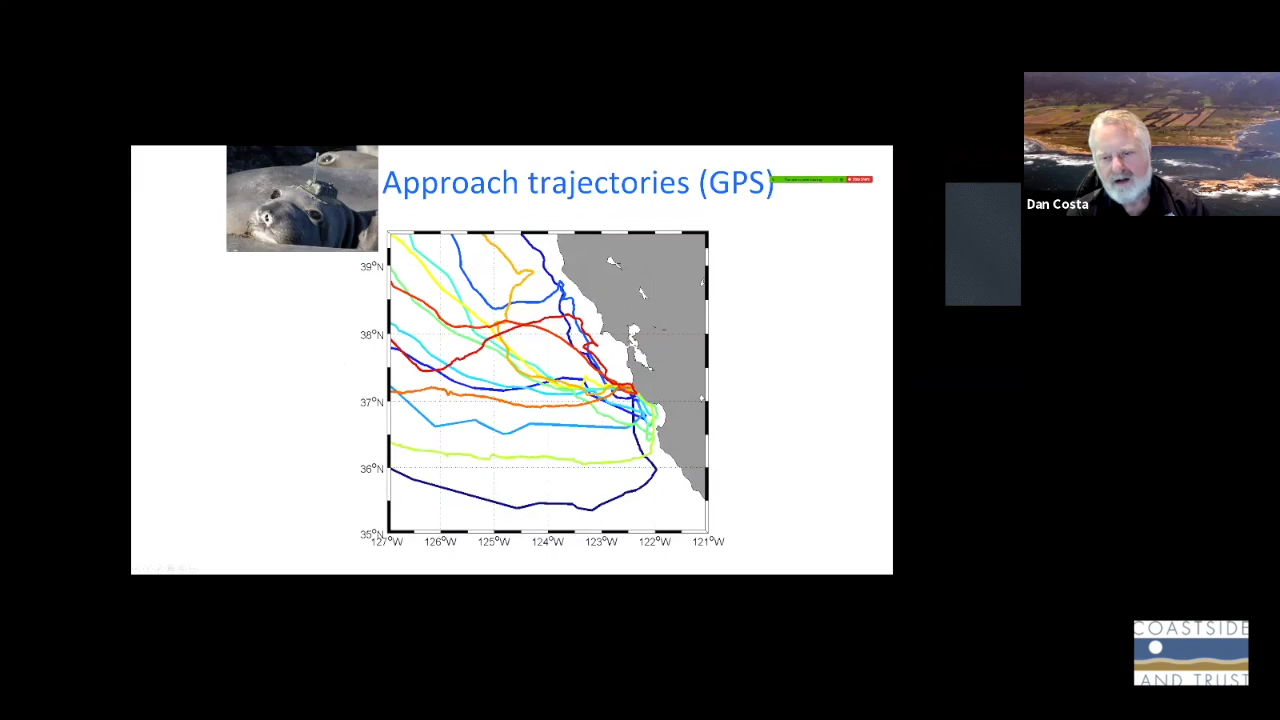 Approach trajectories (GPS)
39°N
38°N
37°N
36°N
35°N
127°W 126°W 125°W 124°W 123°W 122°W 121°W
Dan Costa
COASTSIDE
AND TRUST